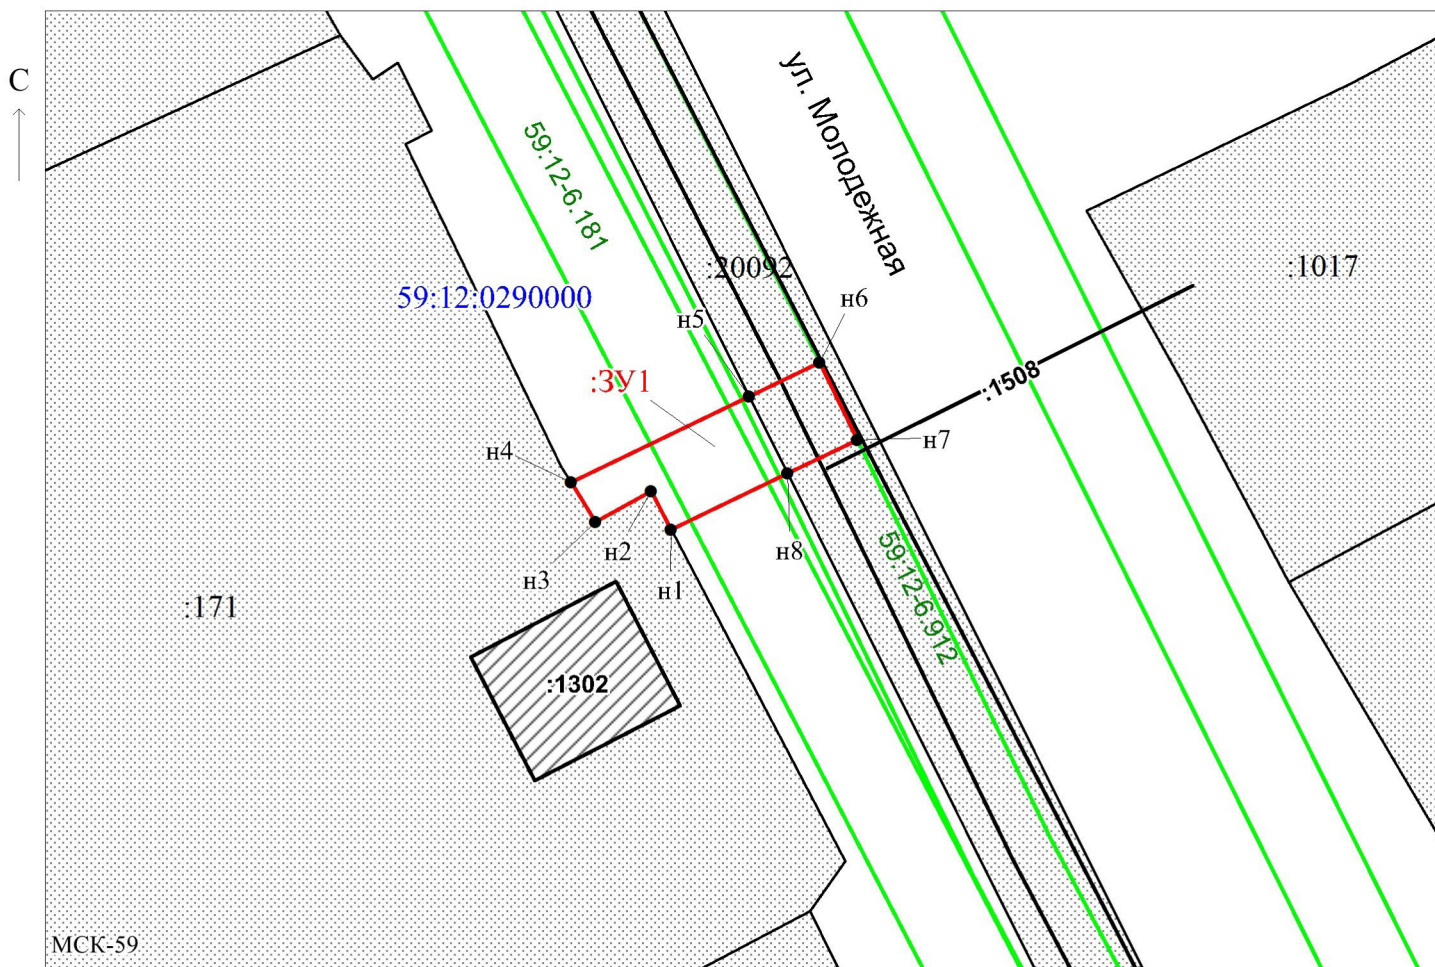 С
ул. Молодежная
59:12-6.181
:20092
:1017
59:12:0290000
н6
н5
:1508
:ЗУ1
н7
н4
н8
н2
н3
н1
59:12-6.912
:171
:1302
МСК-59